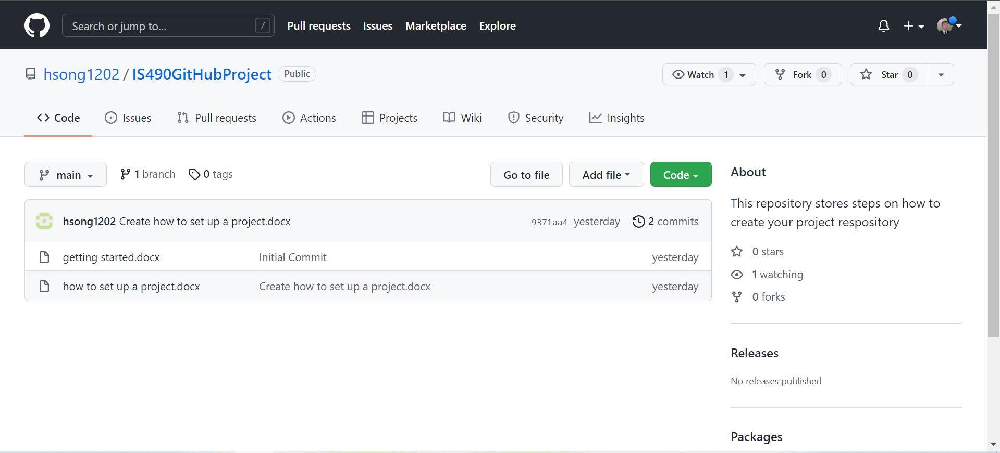 Search or jump to... / Pull requests Issues Marketplace Explore
hsong1202 / IS490GitHubProject Public Watch 1 Fork 0 Star 0
Code Issues Pull requests Actions Projects Wiki Security Insights
main 1 branch 0 tags Go to file Add file Code
hsong1202 Create how to set up a project.docx 9371aa4 yesterday 2 commits
getting started.docx Initial Commit yesterday
how to set up a project.docx Create how to set up a project.docx yesterday
About
This repository stores steps on how to
create your project respository
0 stars
1 watching
0 forks
Releases
No releases published
Packages